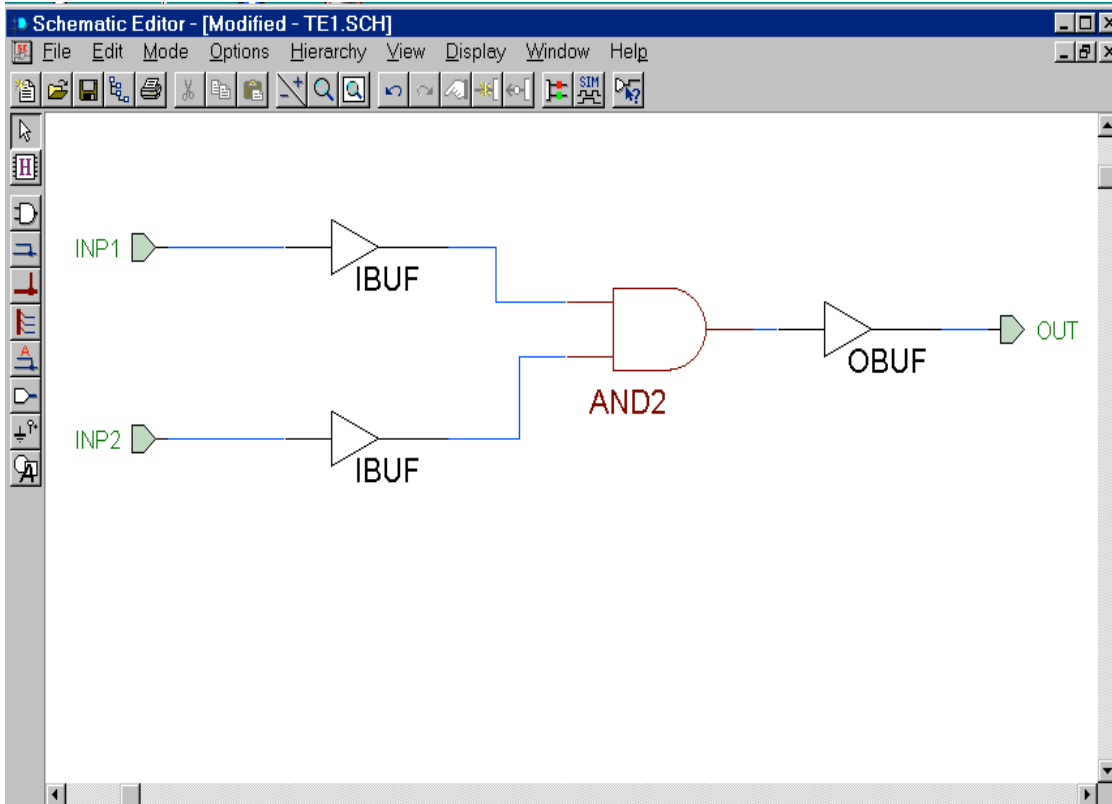 Schematic Editor - [Modified - TE1.SCH]
File Edit Mode Options Hierarchy View Display Window Help
SIM
H
INP1
IBUF
OUT
OBUF
AND2
A
INP2
IBUF
A